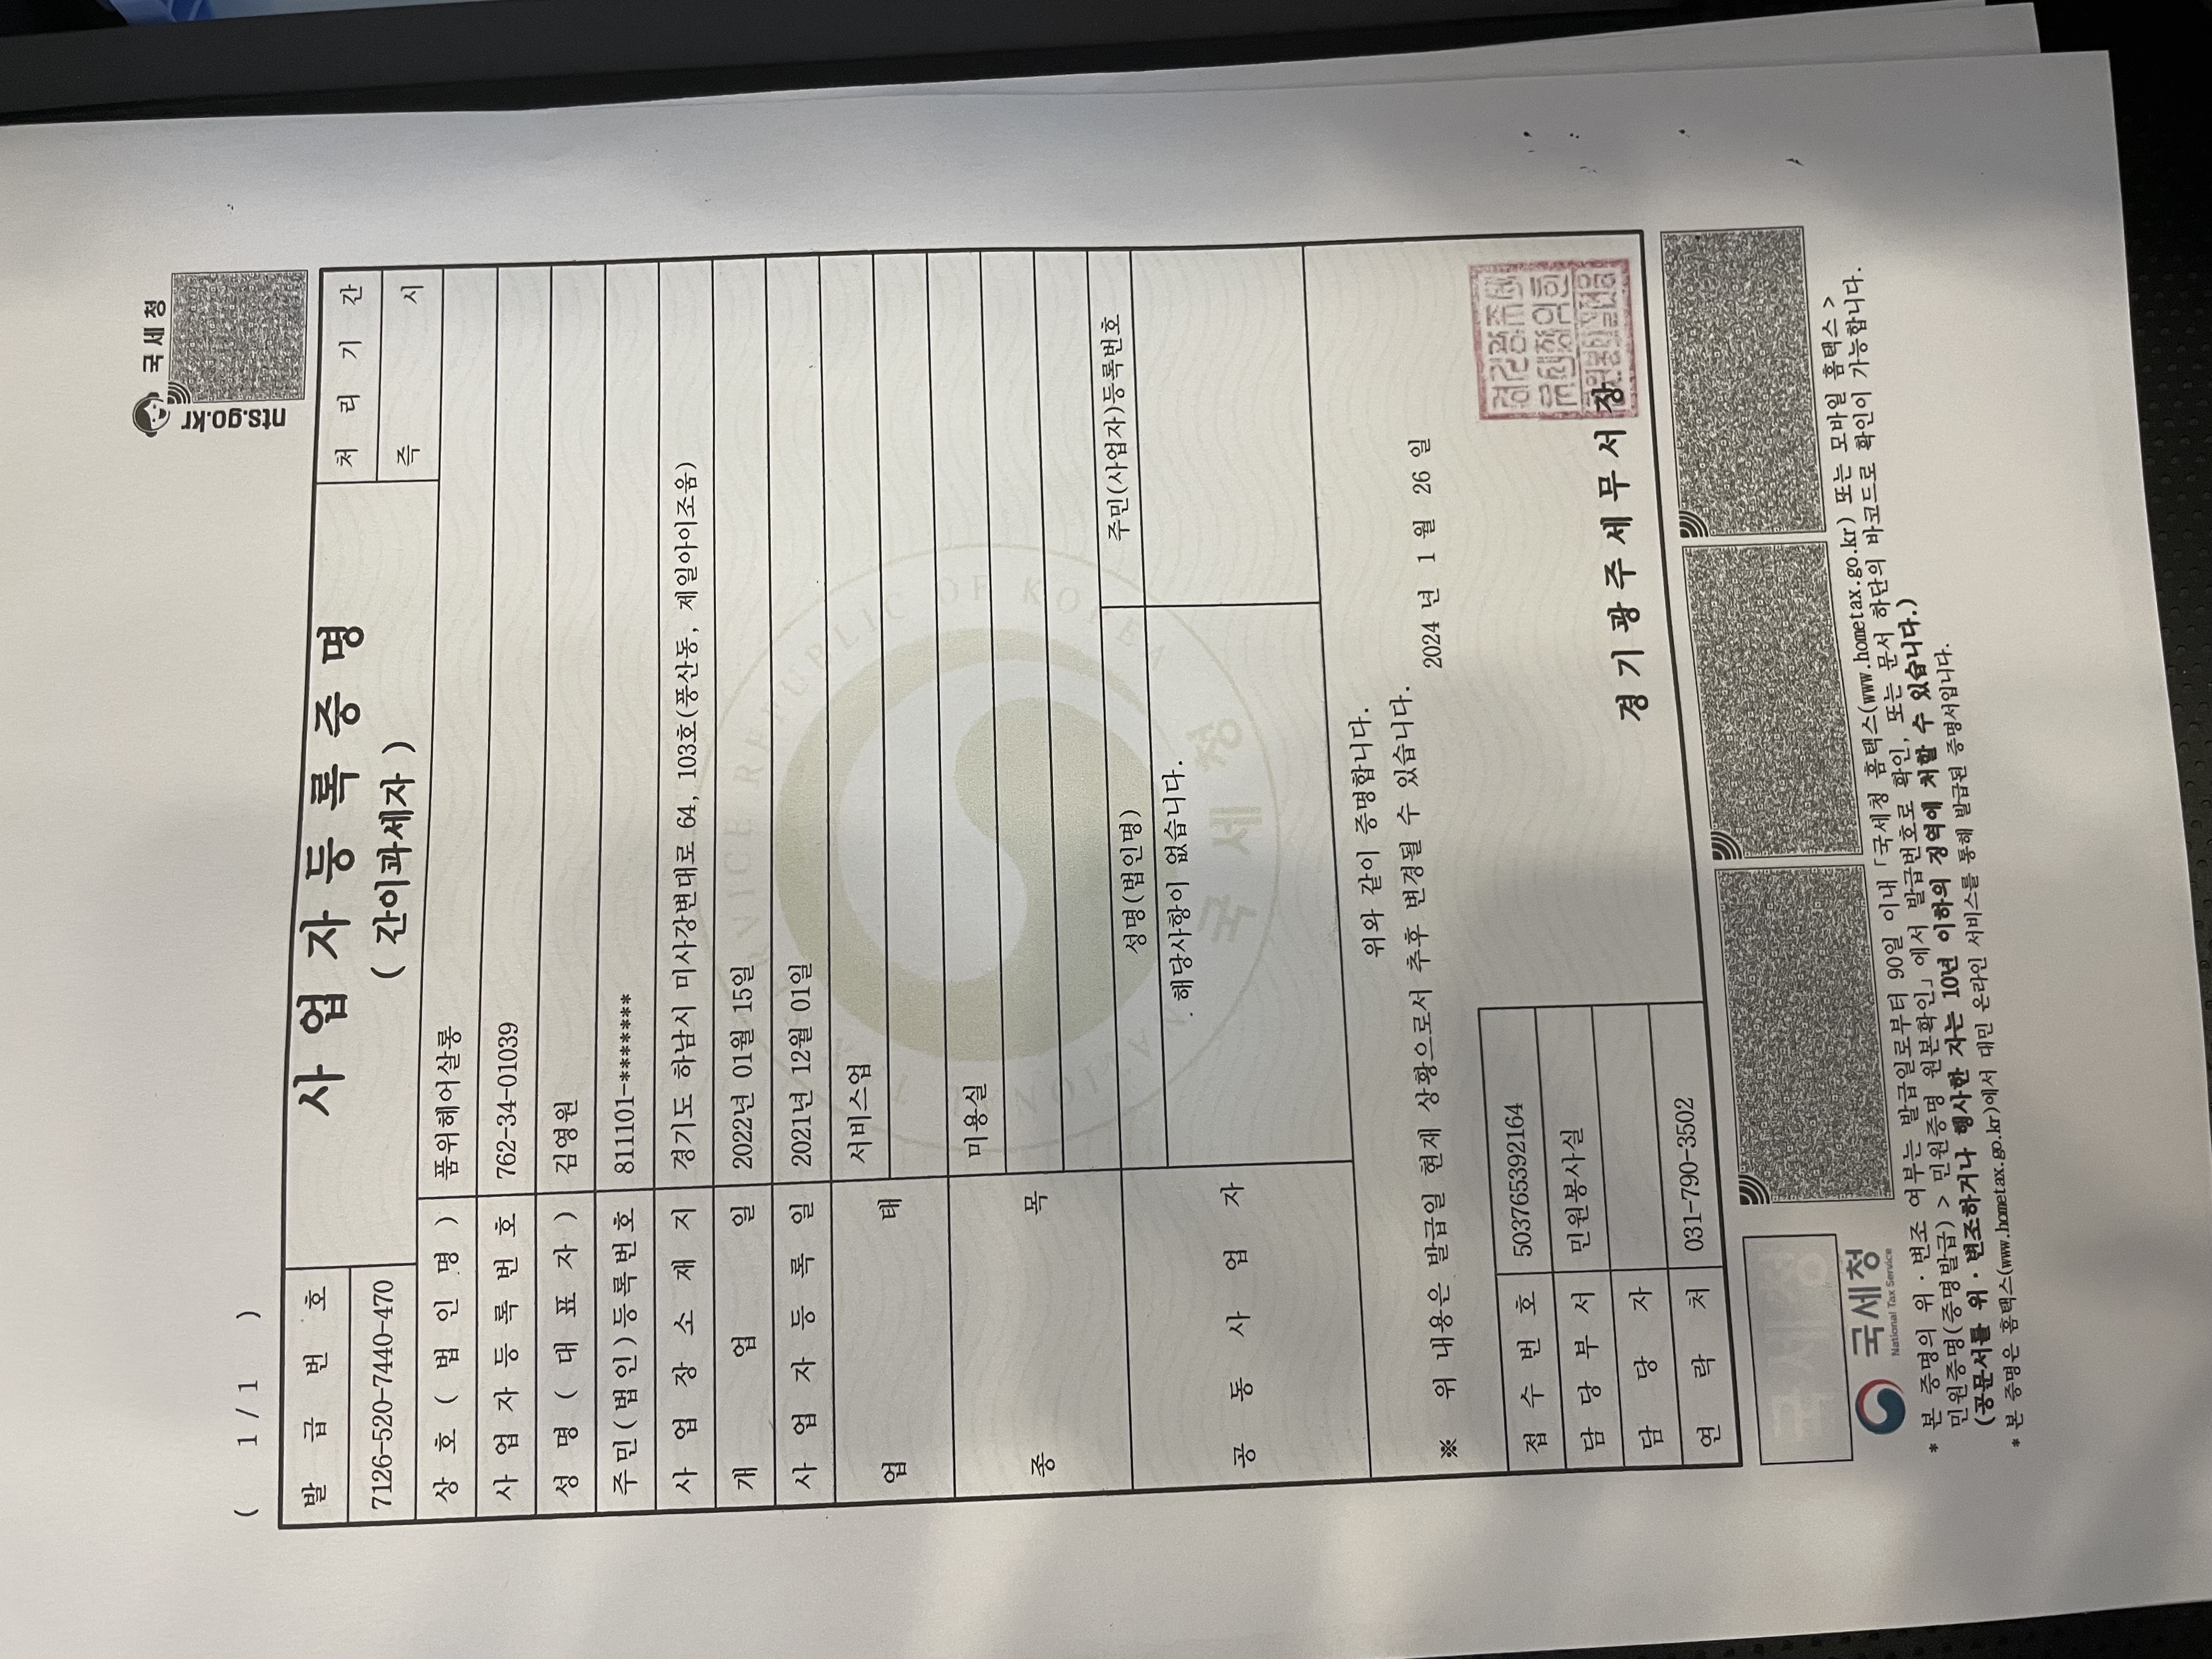 ( 1 / 1 )
국세청
nts.go.kr
발 급 번 호
사 업 자 등 록 증 명
처 리 기 간
7126-520-7440-470
( 간이과세자 )
즉 시
상 호 ( 법 인 명 ) 품위헤어살롱
사 업 자 등 록 번 호 762-34-01039
성 명 ( 대 표 자 ) 김영원
주민(법인)등록번호 811101-*******
사 업 장 소 재 지 경기도 하남시 미사강변대로 64, 103호(풍산동, 제일아이조움)
개 업 일 2022년 01월 15일
사 업 자 등 록 일 2021년 12월 01일
업 태 서비스업
종 목 미용실
공 동 사 업 자 성명(법인명) 주민(사업자)등록번호
. 해당사항이 없습니다.
위와 같이 증명합니다.
※ 위 내용은 발급일 현재 상황으로서 추후 변경될 수 있습니다.
2024 년 1 월 26 일
접 수 번 호 503765392164
담 당 부 서 민원봉사실
담 당 자
연 락 처 031-790-3502
경 기 광 주 세 무 서 장
국세청
National Tax Service
* 본 증명의 위·변조 여부는 발급일로부터 90일 이내 「국세청 홈택스(www.hometax.go.kr) 또는 모바일 홈택스 >
민원증명(증명발급) > 민원증명 원본확인」에서 발급번호로 확인, 또는 문서 하단의 바코드로 확인이 가능합니다.
(공문서를 위·변조하거나 행사한 자는 10년 이하의 징역에 처할 수 있습니다.)
* 본 증명은 홈택스(www.hometax.go.kr)에서 대민 온라인 서비스를 통해 발급된 증명서입니다.